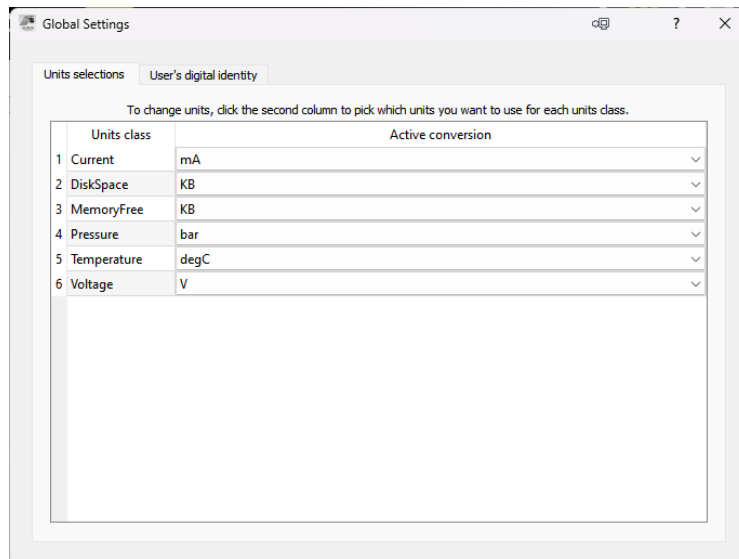 Global Settings ?
Units selections User's digital identity
To change units, click the second column to pick which units you want to use for each units class.
Units class Active conversion
1 Current mA
2 DiskSpace KB
3 MemoryFree KB
4 Pressure bar
5 Temperature degC
6 Voltage V